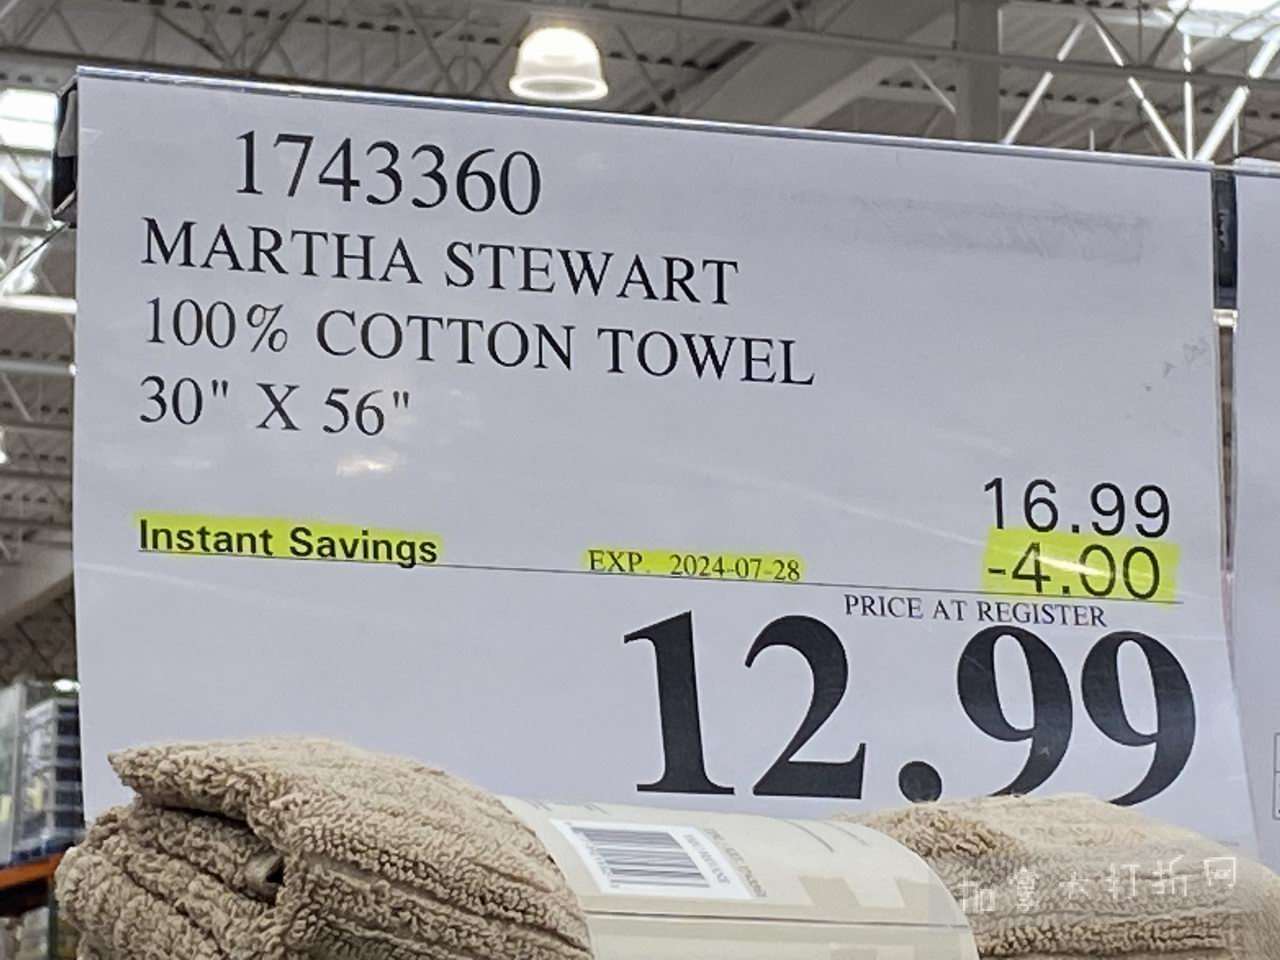 1743360
MARTHA STEWART
100% COTTON TOWEL
30" X 56"
16.99
Instant Savings EXP. 2024-07-28 -4.00
PRICE AT REGISTER
12.99
加拿大打折网